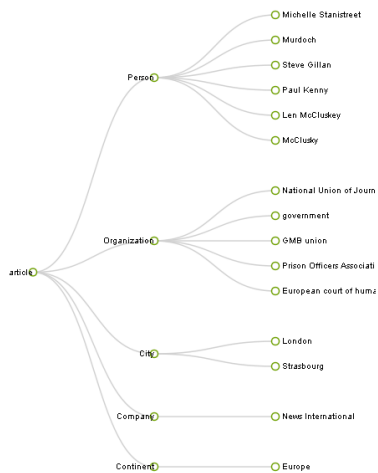 Michelle Stanistreet
Murdoch
Steve Gillan
Person
Paul Kenny
Len McCluskey
McClusky
National Union of Journ
government
Organization
GMB union
Prison Officers Associati
European court of huma
article
London
City
Strasbourg
Company
News International
Continent
Europe